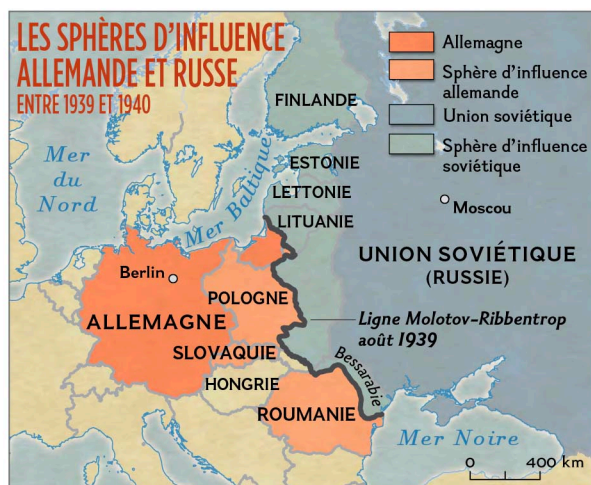 LES SPHÈRES D'INFLUENCE
ALLEMANDE ET RUSSE
ENTRE 1939 ET 1940
Allemagne
Sphère d'influence
allemande
Union soviétique
Sphère d'influence
soviétique
FINLANDE
Mer
du
Nord
Mer Baltique
ESTONIE
LETTONIE
LITUANIE
Moscou
UNION SOVIÉTIQUE
(RUSSIE)
Berlin
POLOGNE
ALLEMAGNE
Ligne Molotov-Ribbentrop
août 1939
SLOVAQUIE
Bessarabie
HONGRIE
ROUMANIE
Mer Noire
0 400 km